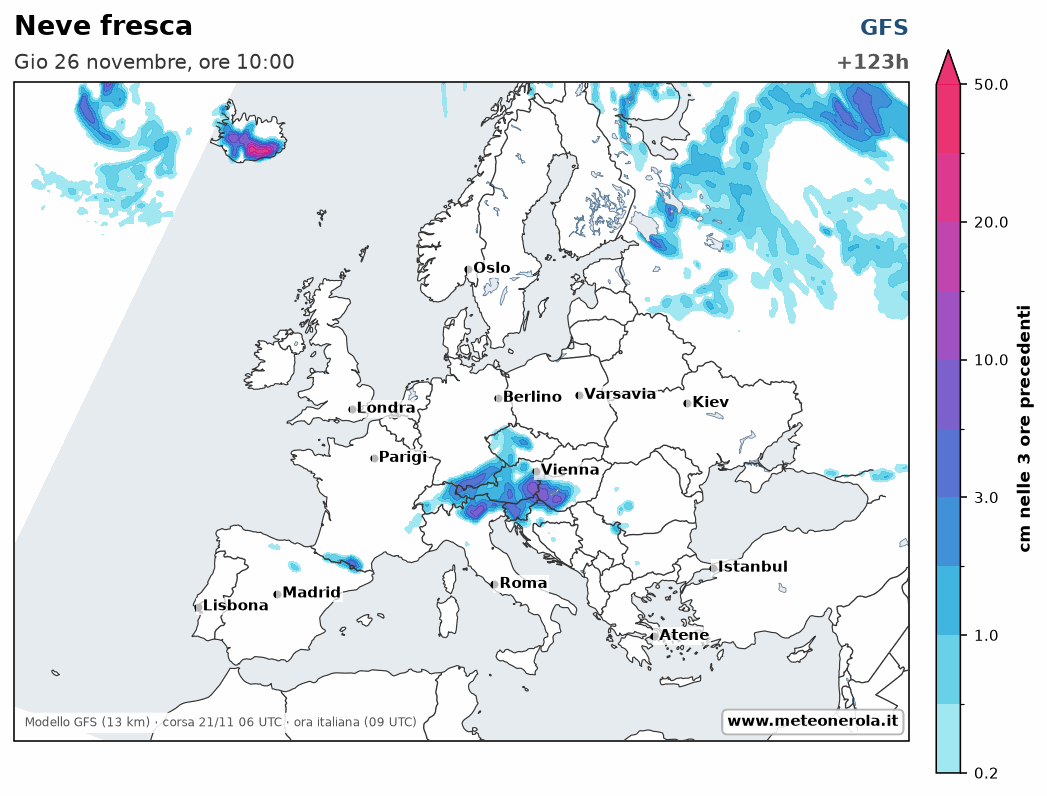 Neve fresca
GFS
Gio 26 novembre, ore 10:00
+123h
50.0
20.0
10.0
3.0
1.0
0.2
cm nelle 3 ore precedenti
Oslo
Berlino
Varsavia
Kiev
Londra
Parigi
Vienna
Istanbul
Roma
Madrid
Lisbona
Atene
Modello GFS (13 km) · corsa 21/11 06 UTC · ora italiana (09 UTC)
www.meteonerola.it